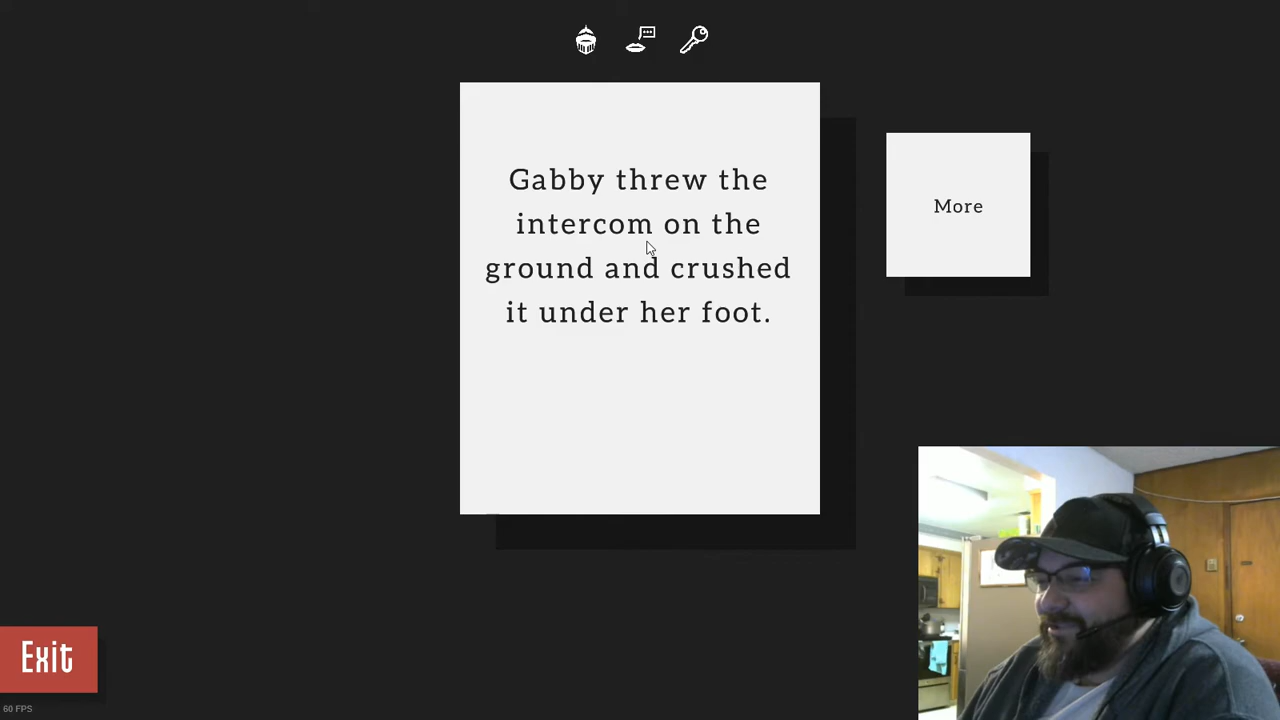 Gabby threw the
intercom on the
ground and crushed
it under her foot.
More
Exit
60 FPS